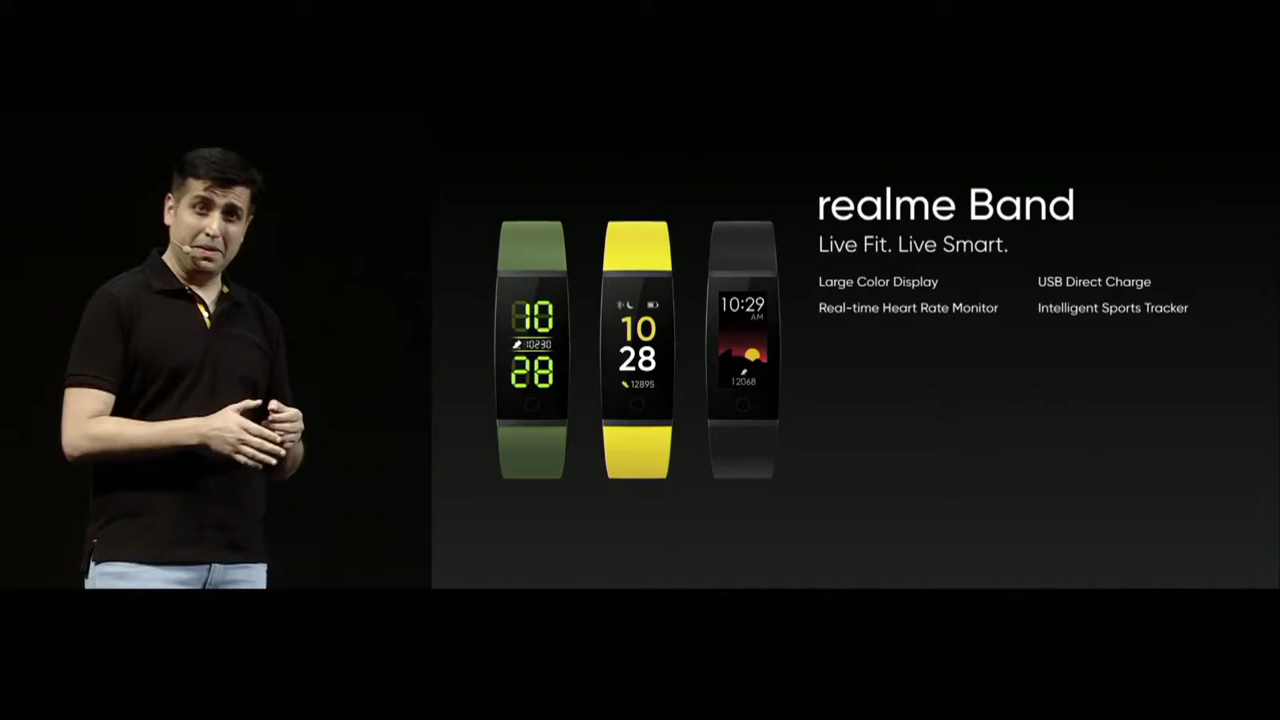 realme Band
Live Fit. Live Smart.
Large Color Display
USB Direct Charge
Real-time Heart Rate Monitor
Intelligent Sports Tracker
10
10230
28
10
28
12895
10:29
AM
12068